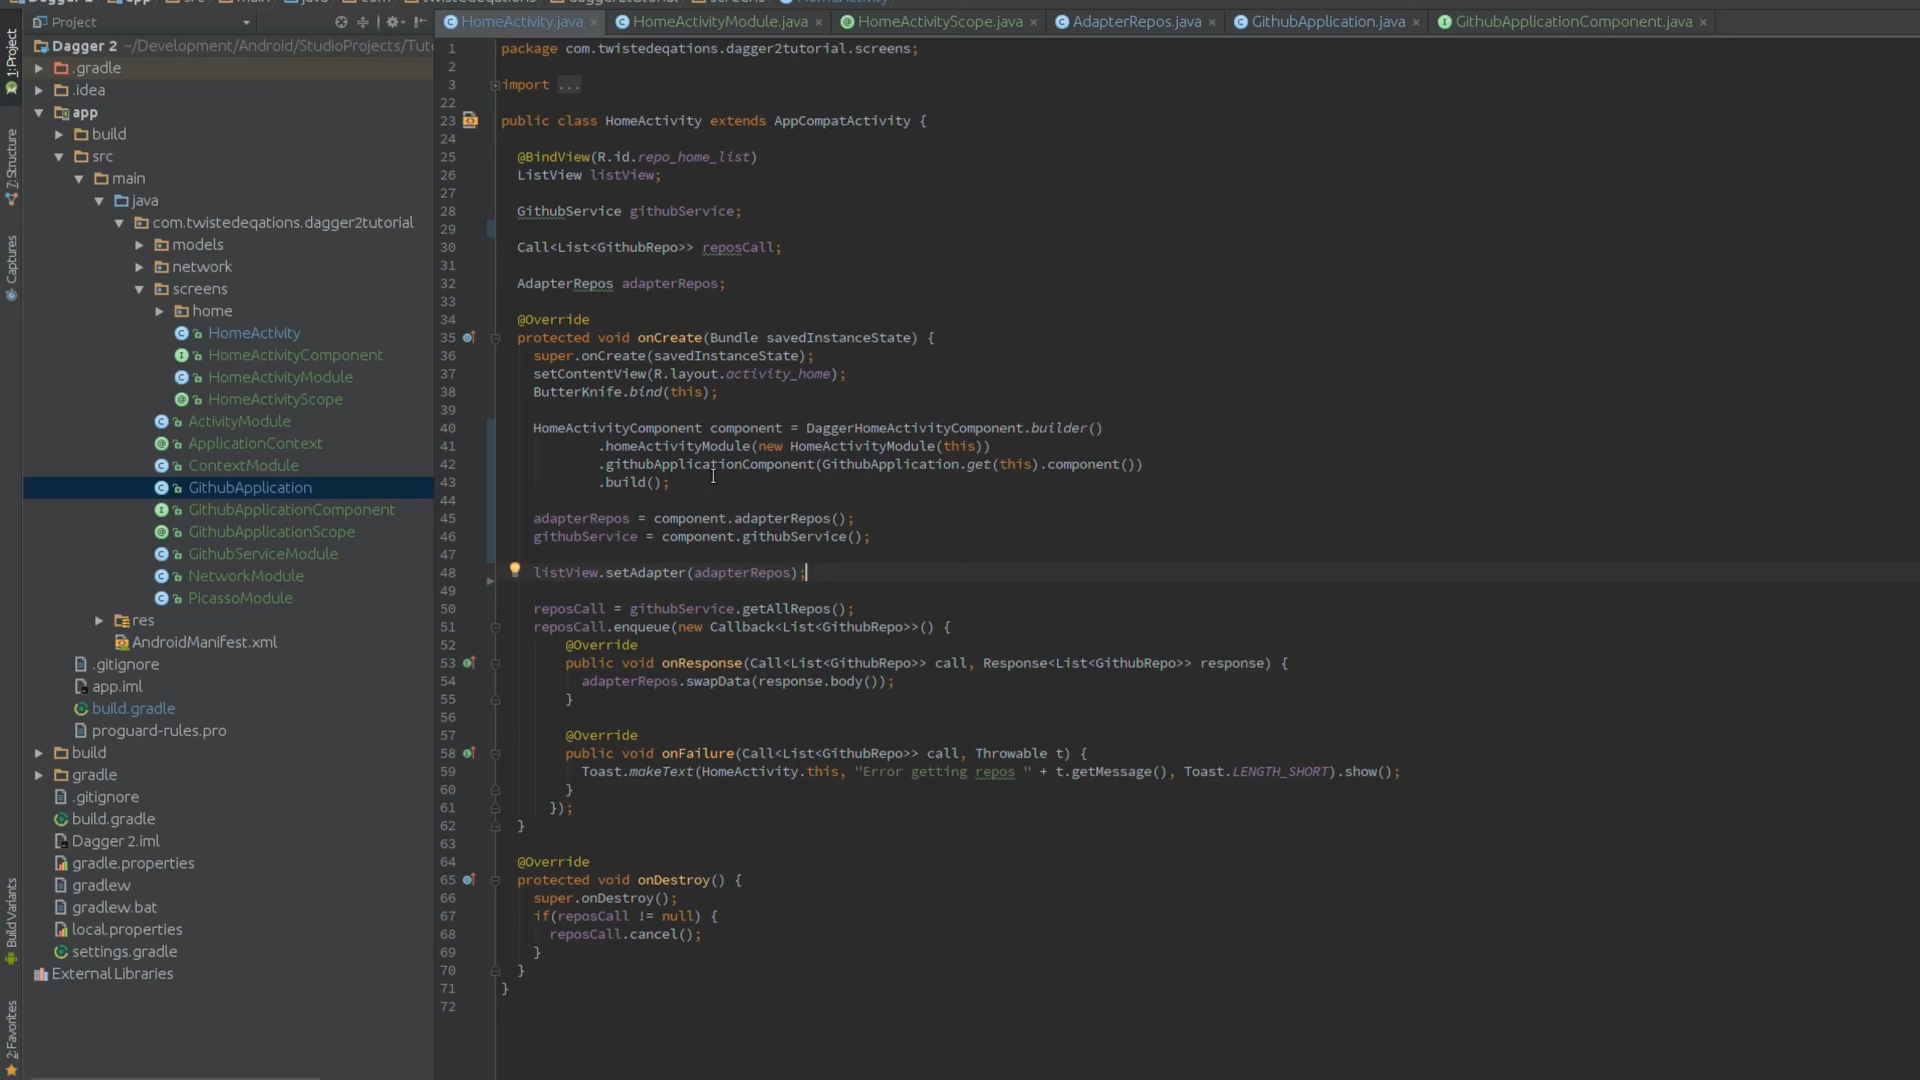 Project
HomeActivity.java
HomeActivityModule.java
HomeActivityScope.java
AdapterRepos.java
GithubApplication.java
GithubApplicationComponent.java
1: Project
7: Structure
Captures
Build Variants
2: Favorites
Dagger 2 ~/Development/Android/StudioProjects/Tuto
.gradle
.idea
app
build
src
main
java
com.twistedeqations.dagger2tutorial
models
network
screens
home
HomeActivity
HomeActivityComponent
HomeActivityModule
HomeActivityScope
ActivityModule
ApplicationContext
ContextModule
GithubApplication
GithubApplicationComponent
GithubApplicationScope
GithubServiceModule
NetworkModule
PicassoModule
res
AndroidManifest.xml
.gitignore
app.iml
build.gradle
proguard-rules.pro
build
gradle
.gitignore
build.gradle
Dagger 2.iml
gradle.properties
gradlew
gradlew.bat
local.properties
settings.gradle
External Libraries
1 package com.twistedeqations.dagger2tutorial.screens;
2
3 import ...
22
23 public class HomeActivity extends AppCompatActivity {
24
25 @BindView(R.id.repo_home_list)
26 ListView listView;
27
28 GithubService githubService;
29
30 Call<List<GithubRepo>> reposCall;
31
32 AdapterRepos adapterRepos;
33
34 @Override
35 protected void onCreate(Bundle savedInstanceState) {
36 super.onCreate(savedInstanceState);
37 setContentView(R.layout.activity_home);
38 ButterKnife.bind(this);
39
40 HomeActivityComponent component = DaggerHomeActivityComponent.builder()
41 .homeActivityModule(new HomeActivityModule(this))
42 .githubApplicationComponent(GithubApplication.get(this).component())
43 .build();
44
45 adapterRepos = component.adapterRepos();
46 githubService = component.githubService();
47
48 listView.setAdapter(adapterRepos);
49
50 reposCall = githubService.getAllRepos();
51 reposCall.enqueue(new Callback<List<GithubRepo>>() {
52 @Override
53 public void onResponse(Call<List<GithubRepo>> call, Response<List<GithubRepo>> response) {
54 adapterRepos.swapData(response.body());
55 }
56
57 @Override
58 public void onFailure(Call<List<GithubRepo>> call, Throwable t) {
59 Toast.makeText(HomeActivity.this, "Error getting repos " + t.getMessage(), Toast.LENGTH_SHORT).show();
60 }
61 });
62 }
63
64 @Override
65 protected void onDestroy() {
66 super.onDestroy();
67 if(reposCall != null) {
68 reposCall.cancel();
69 }
70 }
71 }
72